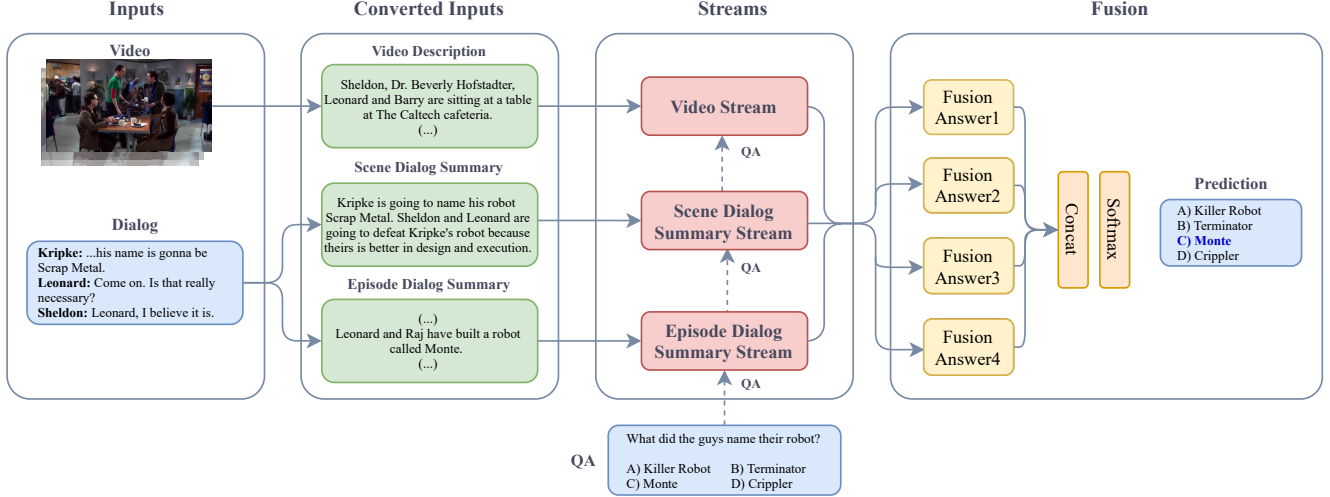 Inputs
Converted Inputs
Streams
Fusion
Video
Dialog
Kripke: ...his name is gonna be
Scrap Metal.
Leonard: Come on. Is that really
necessary?
Sheldon: Leonard, I believe it is.
Video Description
Sheldon, Dr. Beverly Hofstadter,
Leonard and Barry are sitting at a table
at The Caltech cafeteria.
(...)
Scene Dialog Summary
Kripke is going to name his robot
Scrap Metal. Sheldon and Leonard are
going to defeat Kripke's robot because
theirs is better in design and execution.
Episode Dialog Summary
(...)
Leonard and Raj have built a robot
called Monte.
(...)
Video Stream
QA
Scene Dialog
Summary Stream
QA
Episode Dialog
Summary Stream
QA
QA
What did the guys name their robot?
A) Killer Robot B) Terminator
C) Monte D) Crippler
Fusion
Answer1
Fusion
Answer2
Fusion
Answer3
Fusion
Answer4
Concat
Softmax
Prediction
A) Killer Robot
B) Terminator
C) Monte
D) Crippler